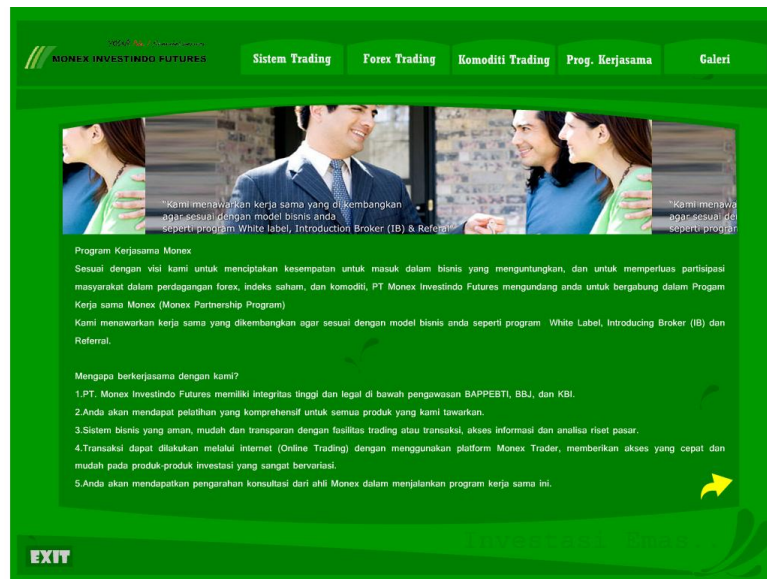 MONEX INVESTINDO FUTURES
Sistem Trading
Forex Trading
Komoditi Trading
Prog. Kerjasama
Galeri
"Kami menawarkan kerja sama yang di kembangkan
agar sesuai dengan model bisnis anda
seperti program White label, Introduction Broker (IB) & Referal"
"Kami menawa
agar sesuai de
seperti program
Program Kerjasama Monex
Sesuai dengan visi kami untuk menciptakan kesempatan untuk masuk dalam bisnis yang menguntungkan, dan untuk memperluas partisipasi
masyarakat dalam perdagangan forex, indeks saham, dan komoditi, PT Monex Investindo Futures mengundang anda untuk bergabung dalam Progam
Kerja sama Monex (Monex Partnership Program)
Kami menawarkan kerja sama yang dikembangkan agar sesuai dengan model bisnis anda seperti program White Label, Introducing Broker (IB) dan
Referral.
Mengapa berkerjasama dengan kami?
1.PT. Monex Investindo Futures memiliki integritas tinggi dan legal di bawah pengawasan BAPPEBTI, BBJ, dan KBI.
2.Anda akan mendapat pelatihan yang komprehensif untuk semua produk yang kami tawarkan.
3.Sistem bisnis yang aman, mudah dan transparan dengan fasilitas trading atau transaksi, akses informasi dan analisa riset pasar.
4.Transaksi dapat dilakukan melalui internet (Online Trading) dengan menggunakan platform Monex Trader, memberikan akses yang cepat dan
mudah pada produk-produk investasi yang sangat bervariasi.
5.Anda akan mendapatkan pengarahan konsultasi dari ahli Monex dalam menjalankan program kerja sama ini.
Investasi Emas..
EXIT